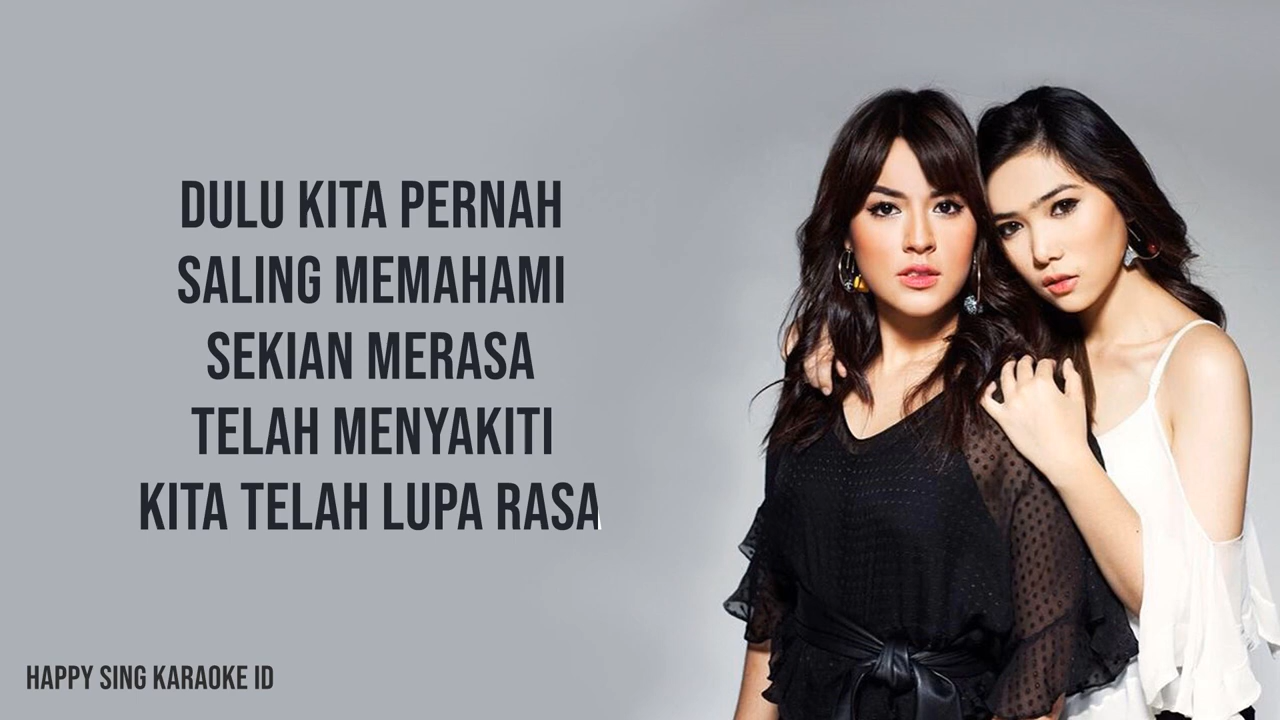 DULU KITA PERNAH
SALING MEMAHAMI
SEKIAN MERASA
TELAH MENYAKITI
KITA TELAH LUPA RASA
HAPPY SING KARAOKE ID